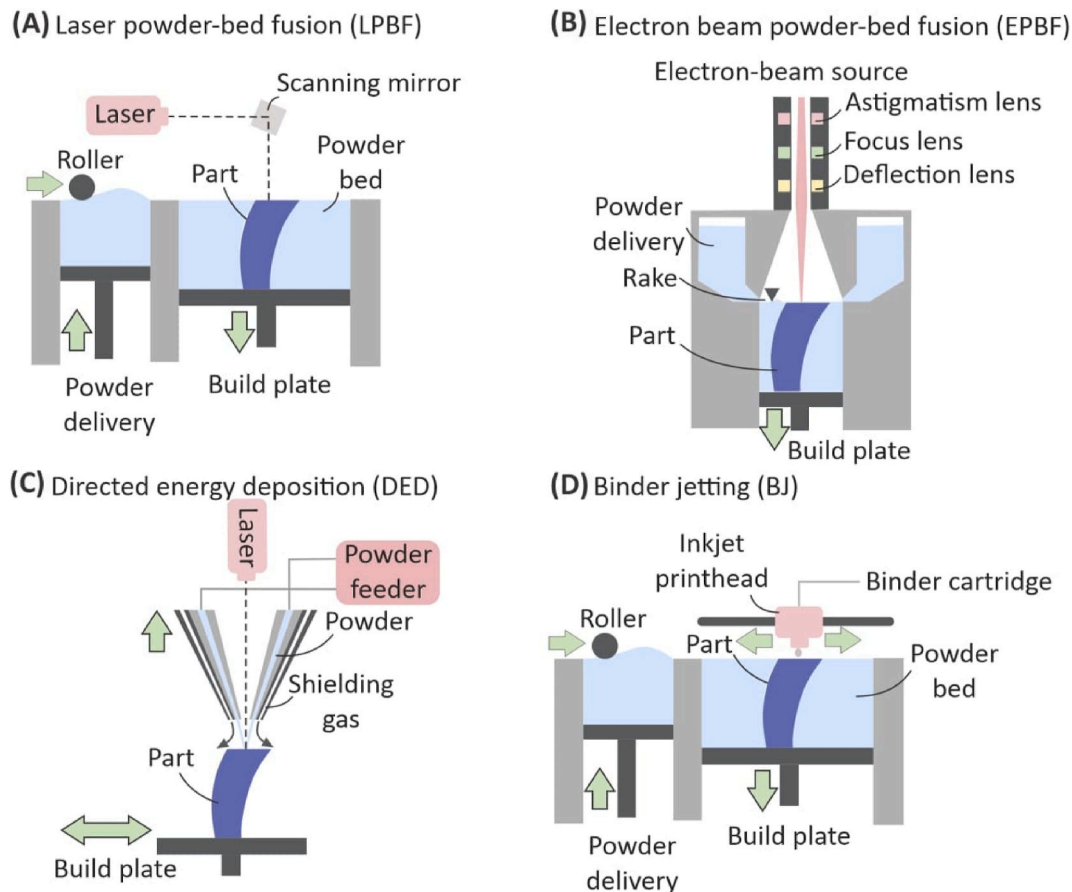 (A) Laser powder-bed fusion (LPBF)
Scanning mirror
Laser
Roller
Part
Powder
bed
Powder
delivery
Build plate
(B) Electron beam powder-bed fusion (EPBF)
Electron-beam source
Astigmatism lens
Focus lens
Deflection lens
Powder
delivery
Rake
Part
Build plate
(C) Directed energy deposition (DED)
Laser
Powder
feeder
Powder
Shielding
gas
Part
Build plate
(D) Binder jetting (BJ)
Inkjet
printhead
Binder cartridge
Roller
Part
Powder
bed
Build plate
Powder
delivery